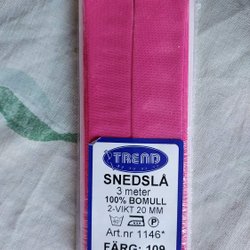 TREND
SNEDSLÅ
3 meter
100% BOMULL
2-VIKT 20 MM
Art.nr 1146*
FÄRG: 109